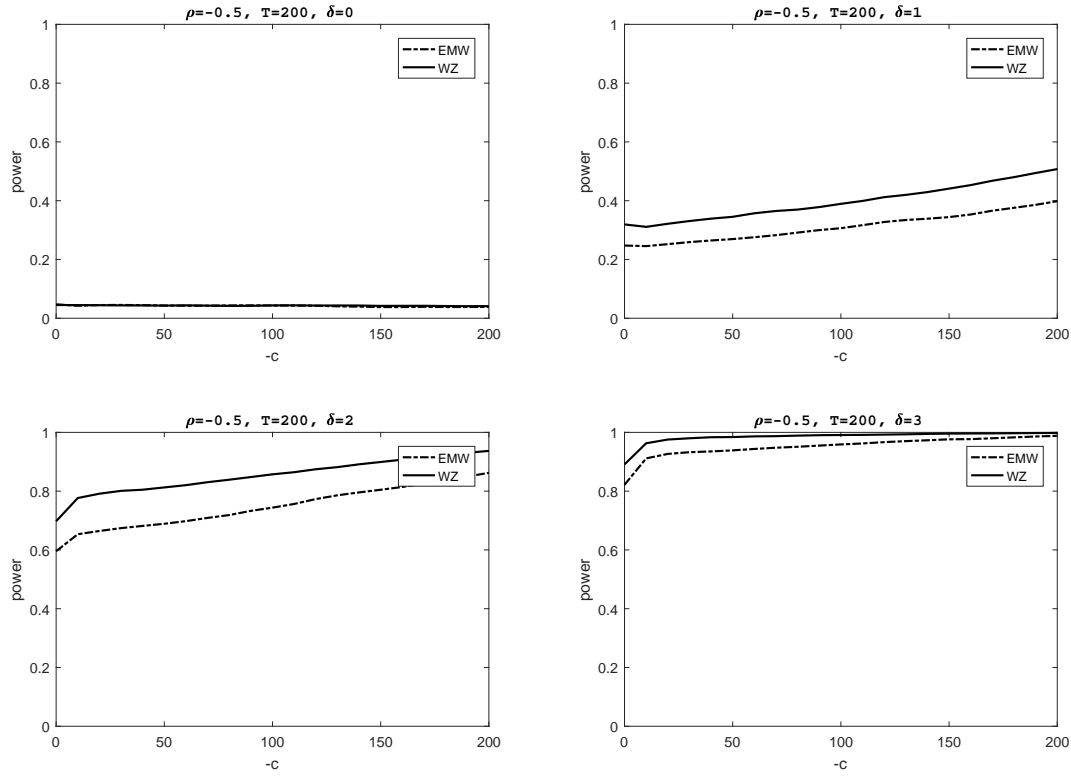 ρ=-0.5, T=200, δ=0
1
0.8
0.6
0.4
0.2
0
power
EMW
WZ
0 50 100 150 200
-c
ρ=-0.5, T=200, δ=1
1
0.8
0.6
0.4
0.2
0
power
EMW
WZ
0 50 100 150 200
-c
ρ=-0.5, T=200, δ=2
1
0.8
0.6
0.4
0.2
0
power
EMW
WZ
0 50 100 150 200
-c
ρ=-0.5, T=200, δ=3
1
0.8
0.6
0.4
0.2
0
power
EMW
WZ
0 50 100 150 200
-c